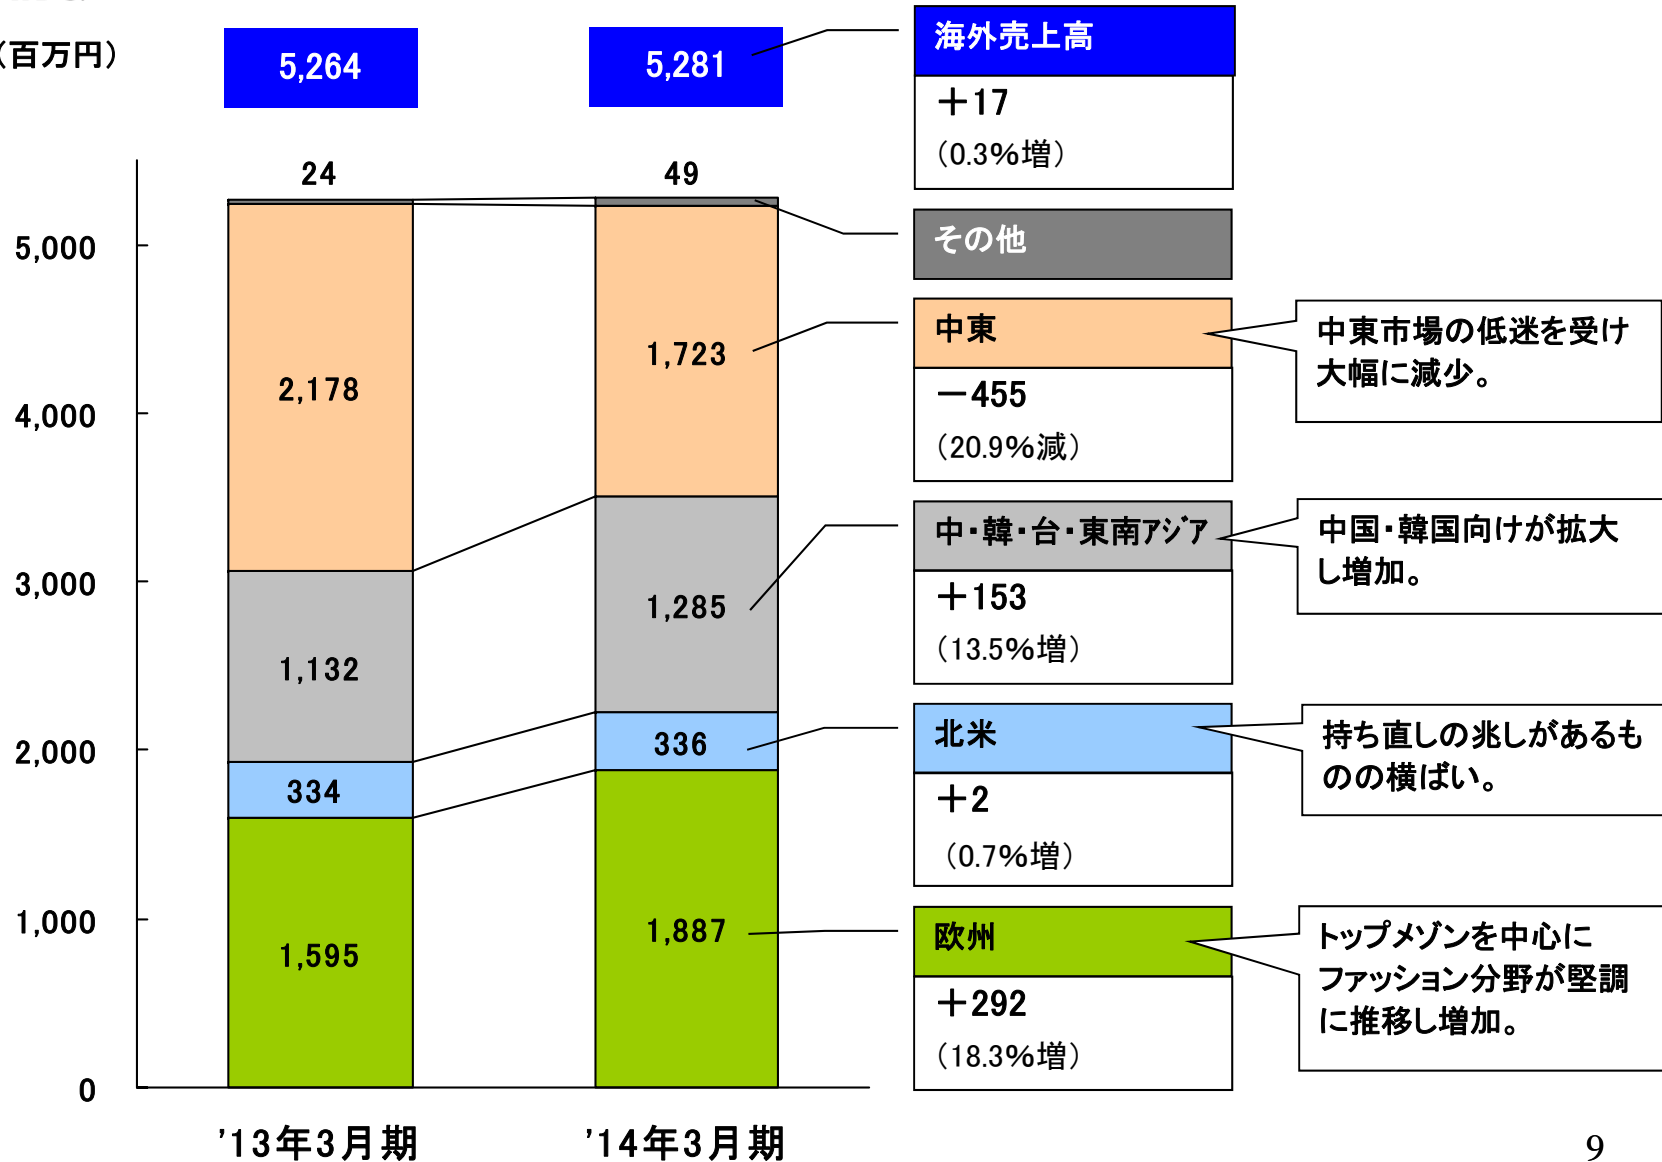 （百万円）
5,264
5,281
海外売上高
＋17
（0.3％増）
24
49
その他
5,000
4,000
3,000
2,000
1,000
0
2,178
1,132
334
1,595
1,723
1,285
336
1,887
中東
－455
（20.9％減）
中東市場の低迷を受け
大幅に減少。
中・韓・台・東南ｱｼﾞｱ
＋153
（13.5％増）
中国・韓国向けが拡大
し増加。
北米
＋2
（0.7％増）
持ち直しの兆しがあるも
のの横ばい。
欧州
＋292
（18.3％増）
トップメゾンを中心に
ファッション分野が堅調
に推移し増加。
’13年3月期
’14年3月期
9